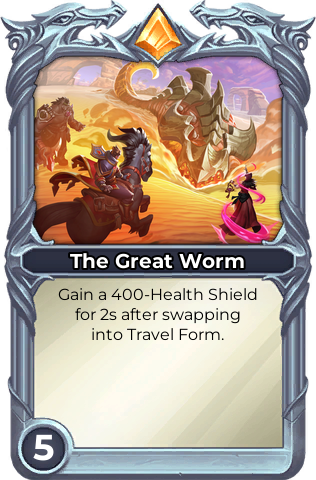 The Great Worm
Gain a 400-Health Shield
for 2s after swapping
into Travel Form.
5